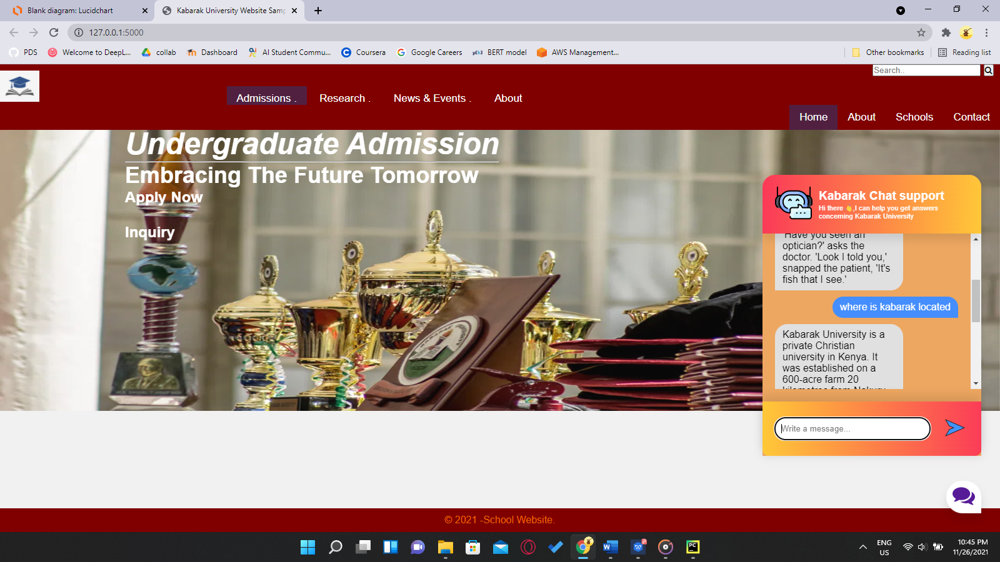 Blank diagram: Lucidchart
Kabarak University Website Samp
127.0.0.1:5000
PDS
Welcome to DeepL...
collab
Dashboard
AI Student Commu...
Coursera
Google Careers
BERT model
AWS Management...
Other bookmarks
Reading list
Search..
Admissions .
Research .
News & Events .
About
Home
About
Schools
Contact
Undergraduate Admission
Embracing The Future Tomorrow
Apply Now
Inquiry
Kabarak Chat support
Hi there 👋,I can help you get answers
concerning Kabarak University
'Have you seen an
optician?' asks the
doctor. 'Look I told you,'
snapped the patient, 'It's
fish that I see.'
where is kabarak located
Kabarak University is a
private Christian
university in Kenya. It
was established on a
600-acre farm 20
kilometres from Nakuru
Write a message...
© 2021 -School Website.
ENG
US
10:45 PM
11/26/2021